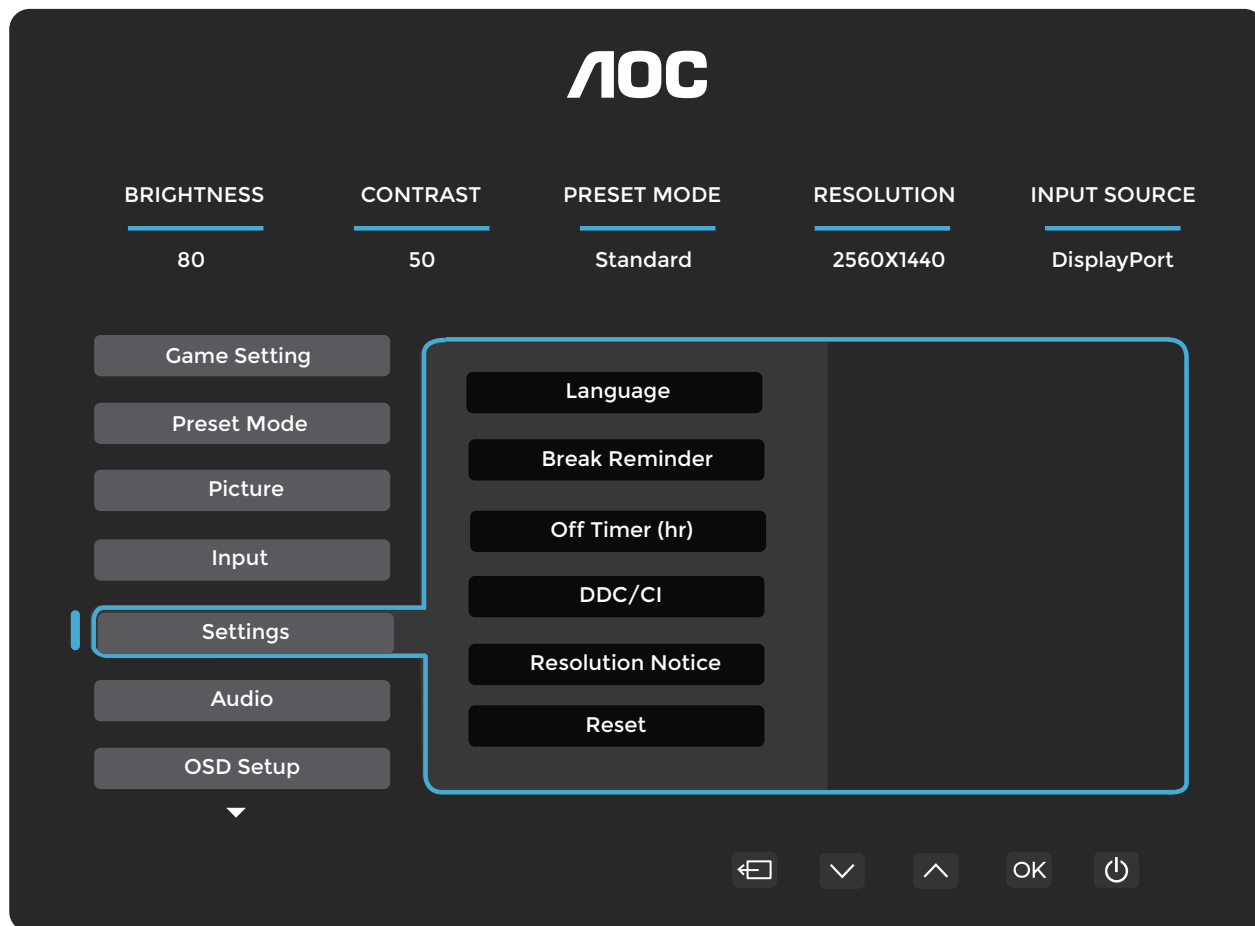 AOC
BRIGHTNESS CONTRAST PRESET MODE RESOLUTION INPUT SOURCE
80 50 Standard 2560X1440 DisplayPort
Game Setting
Preset Mode
Picture
Input
Settings
Audio
OSD Setup
Language
Break Reminder
Off Timer (hr)
DDC/CI
Resolution Notice
Reset
OK